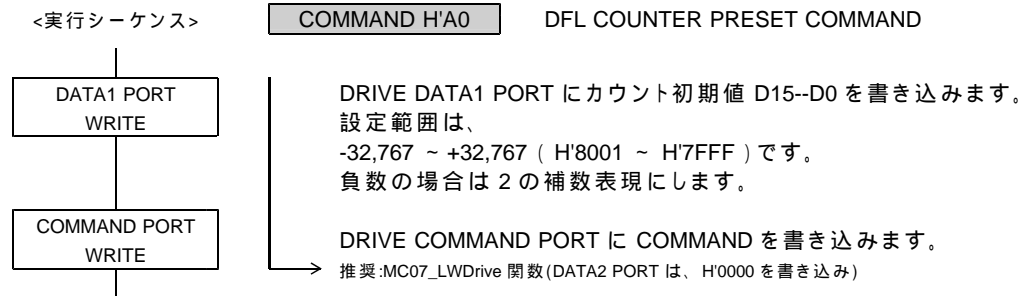 <実行シーケンス>
COMMAND H'A0
DFL COUNTER PRESET COMMAND
DATA1 PORT
WRITE
DRIVE DATA1 PORT にカウント初期値 D15--D0 を書き込みます。
設定範囲は、
-32,767 ~ +32,767 ( H'8001 ~ H'7FFF ) です。
負数の場合は 2 の補数表現にします。
COMMAND PORT
WRITE
DRIVE COMMAND PORT に COMMAND を書き込みます。
推奨:MC07_LWDrive 関数(DATA2 PORT は、H'0000 を書き込み)